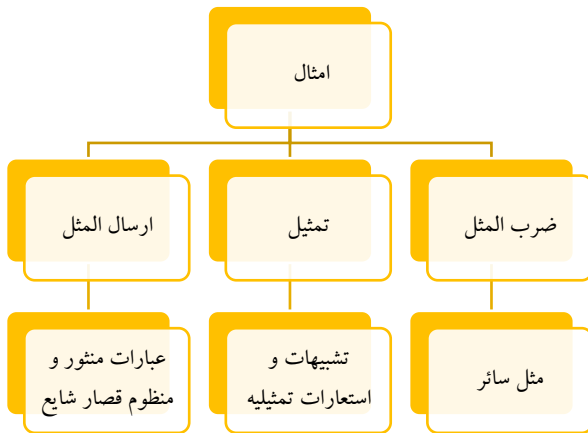 امثال
ضرب المثل
تمثیل
ارسال المثل
مثل سائر
تشبیهات و
استعارات تمثیلیه
عبارات منثور و
منظوم قصار شایع